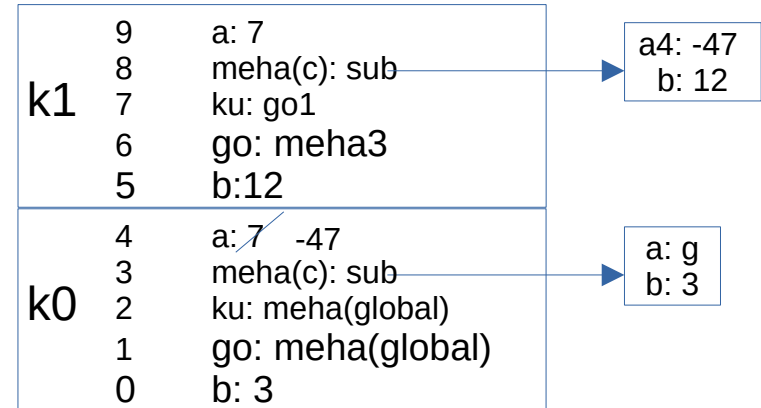 9 a: 7
8 meha(c): sub
k1 7 ku: go1
6 go: meha3
5 b:12
a4: -47
b: 12
4 a: 7 -47
3 meha(c): sub
k0 2 ku: meha(global)
1 go: meha(global)
0 b: 3
a: g
b: 3